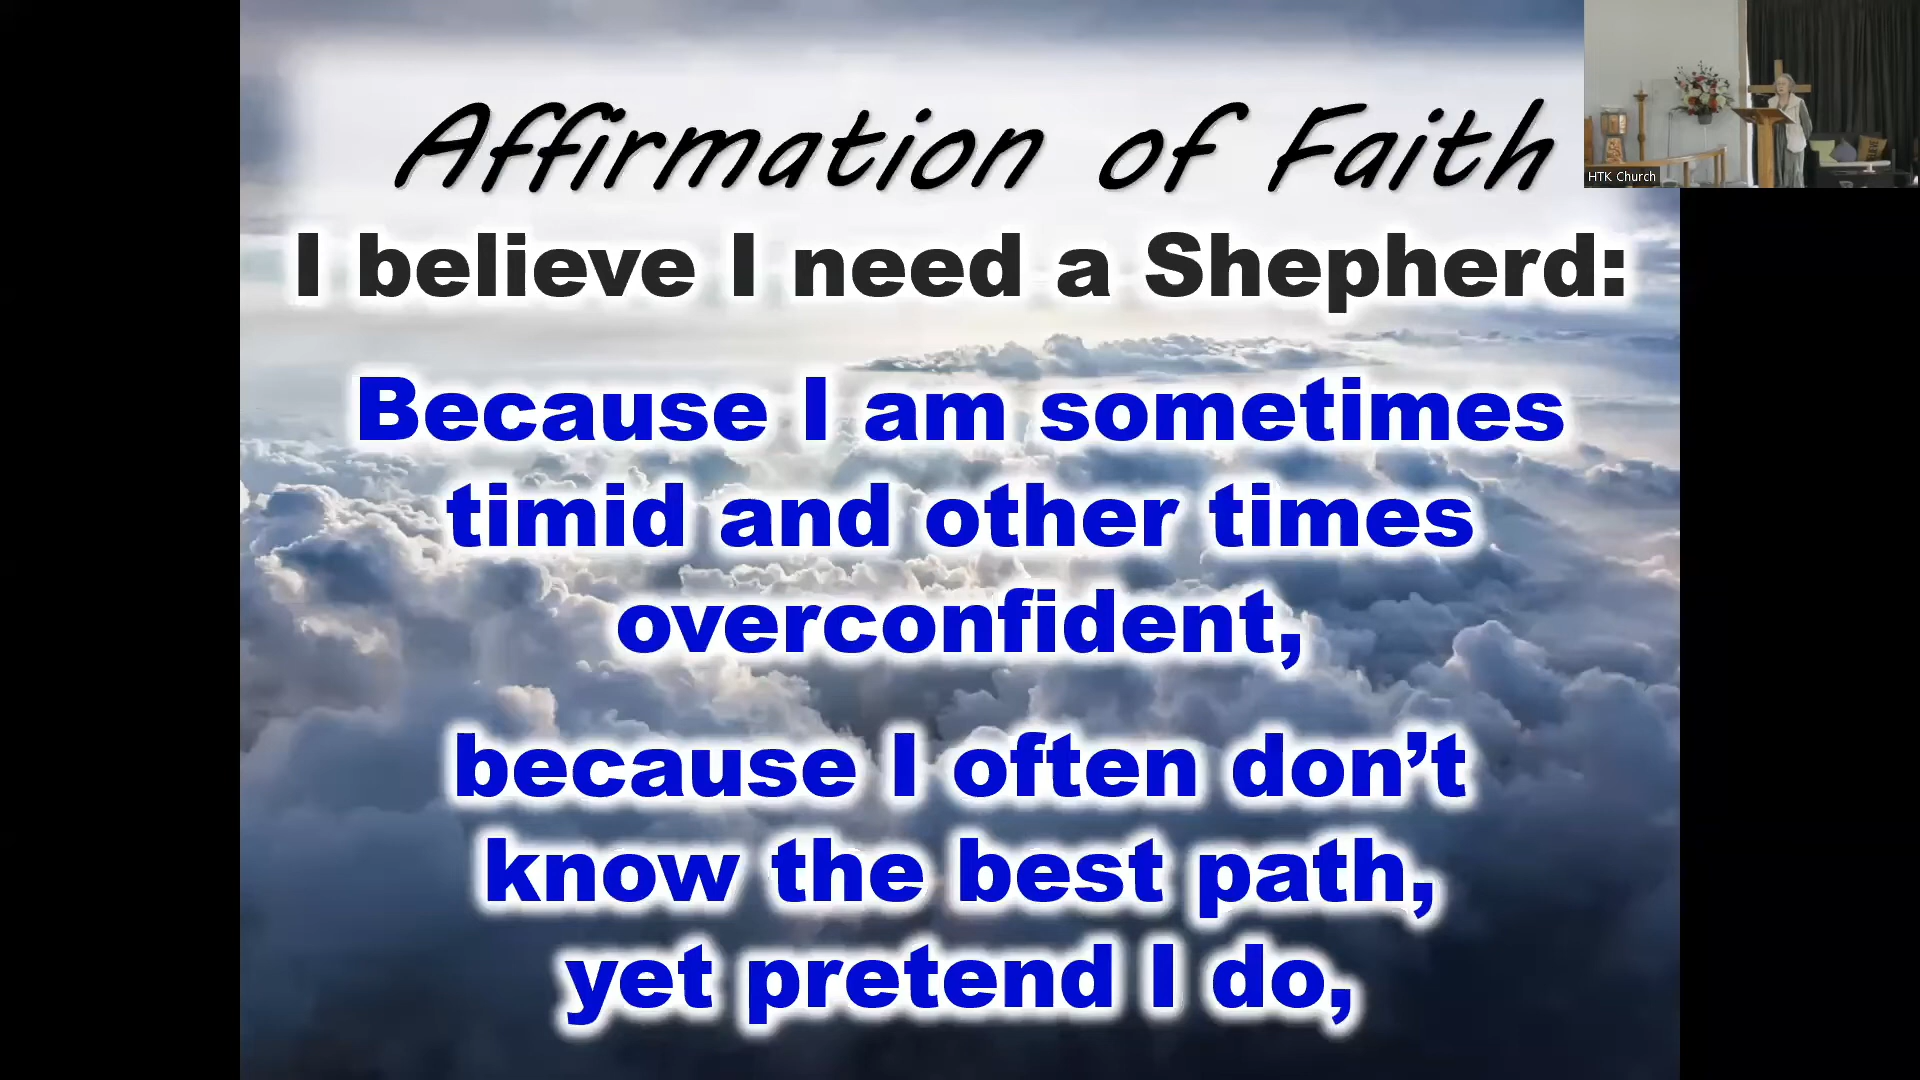 Affirmation of Faith
HTK Church
I believe I need a Shepherd:
Because I am sometimes
timid and other times
overconfident,
because I often don’t
know the best path,
yet pretend I do,